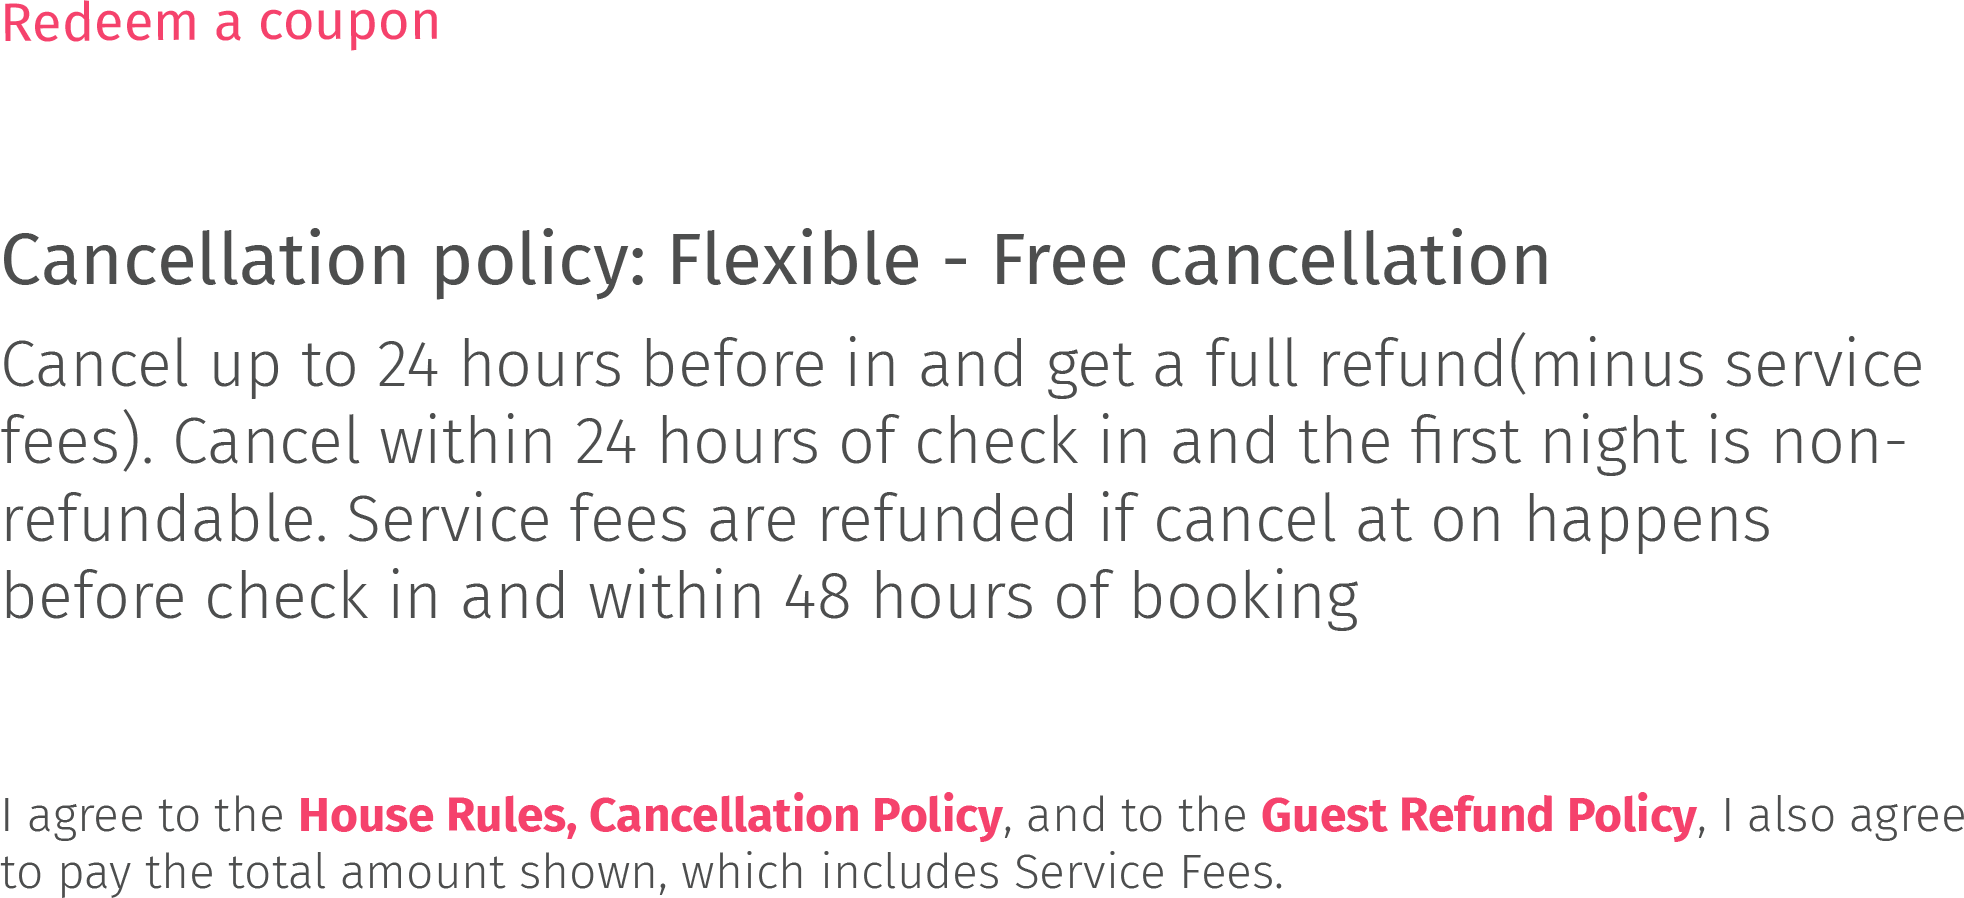 Redeem a coupon
Cancellation policy: Flexible - Free cancellation
Cancel up to 24 hours before in and get a full refund(minus service
fees). Cancel within 24 hours of check in and the first night is non-
refundable. Service fees are refunded if cancel at on happens
before check in and within 48 hours of booking
I agree to the House Rules, Cancellation Policy, and to the Guest Refund Policy, I also agree
to pay the total amount shown, which includes Service Fees.